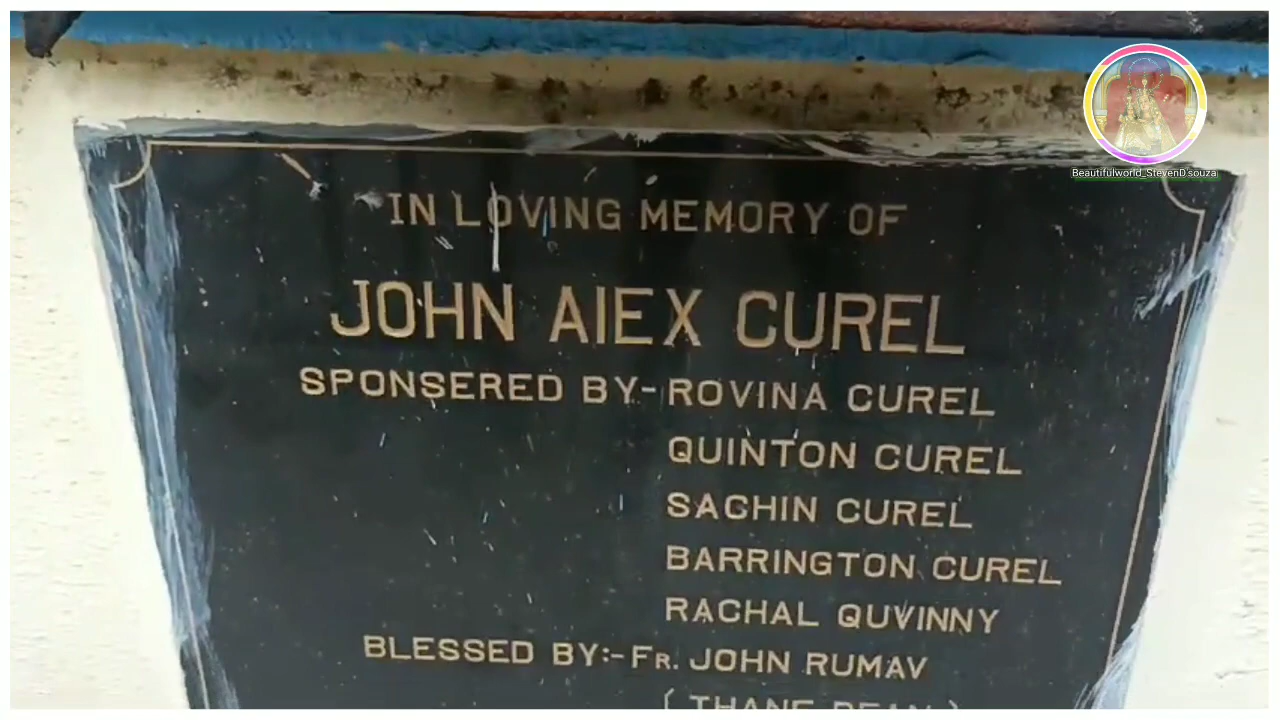 Beautifulworld_StevenD'souza
IN LOVING MEMORY OF
JOHN AIEX CUREL
SPONSERED BY-ROVINA CUREL
QUINTON CUREL
SACHIN CUREL
BARRINGTON CUREL
RACHAL QUVINNY
BLESSED BY:-FR. JOHN RUMAV
( THANE DEAN )